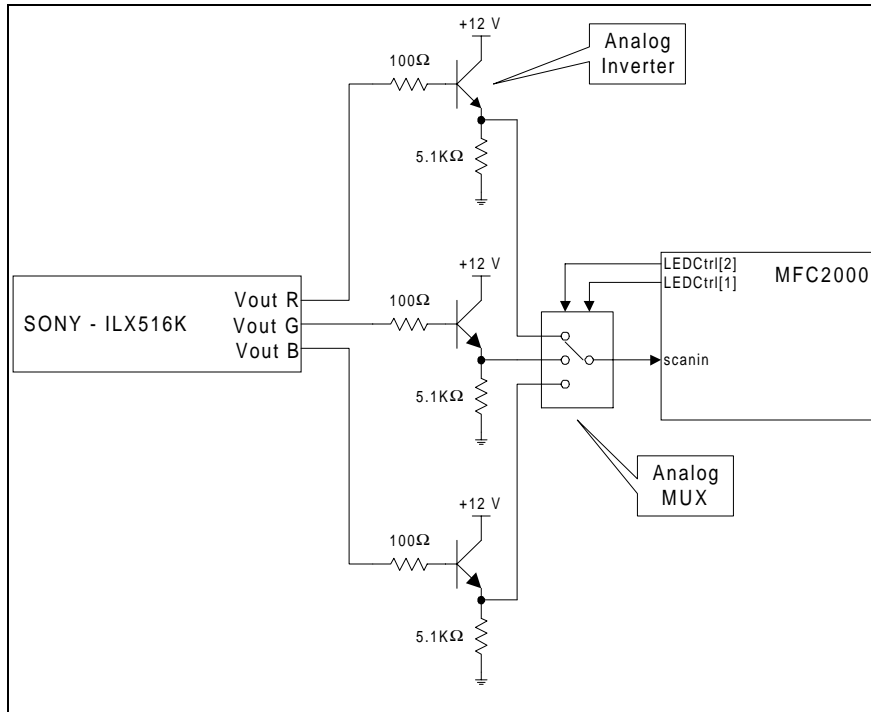 +12 V
100Ω
Analog
Inverter
5.1KΩ
+12 V
LEDCtrl[2]
MFC2000
LEDCtrl[1]
Vout R
100Ω
SONY - ILX516K
Vout G
Vout B
scanin
5.1KΩ
Analog
MUX
+12 V
100Ω
5.1KΩ